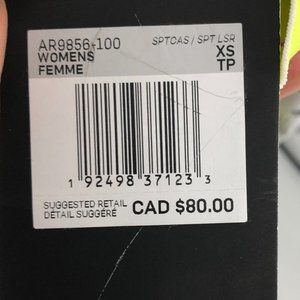 AR9856-100 SPTOAS / SPT LSR
WOMENS XS
FEMME TP
1 92498 37123 3
SUGGESTED RETAIL
DÉTAIL SUGGÉRÉ CAD $80.00